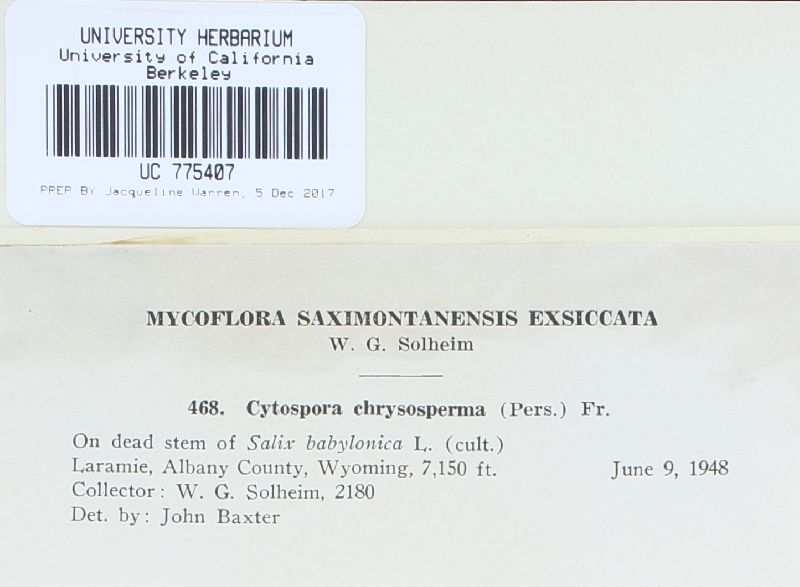 UNIVERSITY HERBARIUM
University of California
Berkeley
UC 775407
PREP BY Jacqueline Warren, 5 Dec 2017
MYCOFLORA SAXIMONTANENSIS EXSICCATA
W. G. Solheim
468. Cytospora chrysosperma (Pers.) Fr.
On dead stem of Salix babylonica L. (cult.)
Laramie, Albany County, Wyoming, 7,150 ft. June 9, 1948
Collector: W. G. Solheim, 2180
Det. by: John Baxter